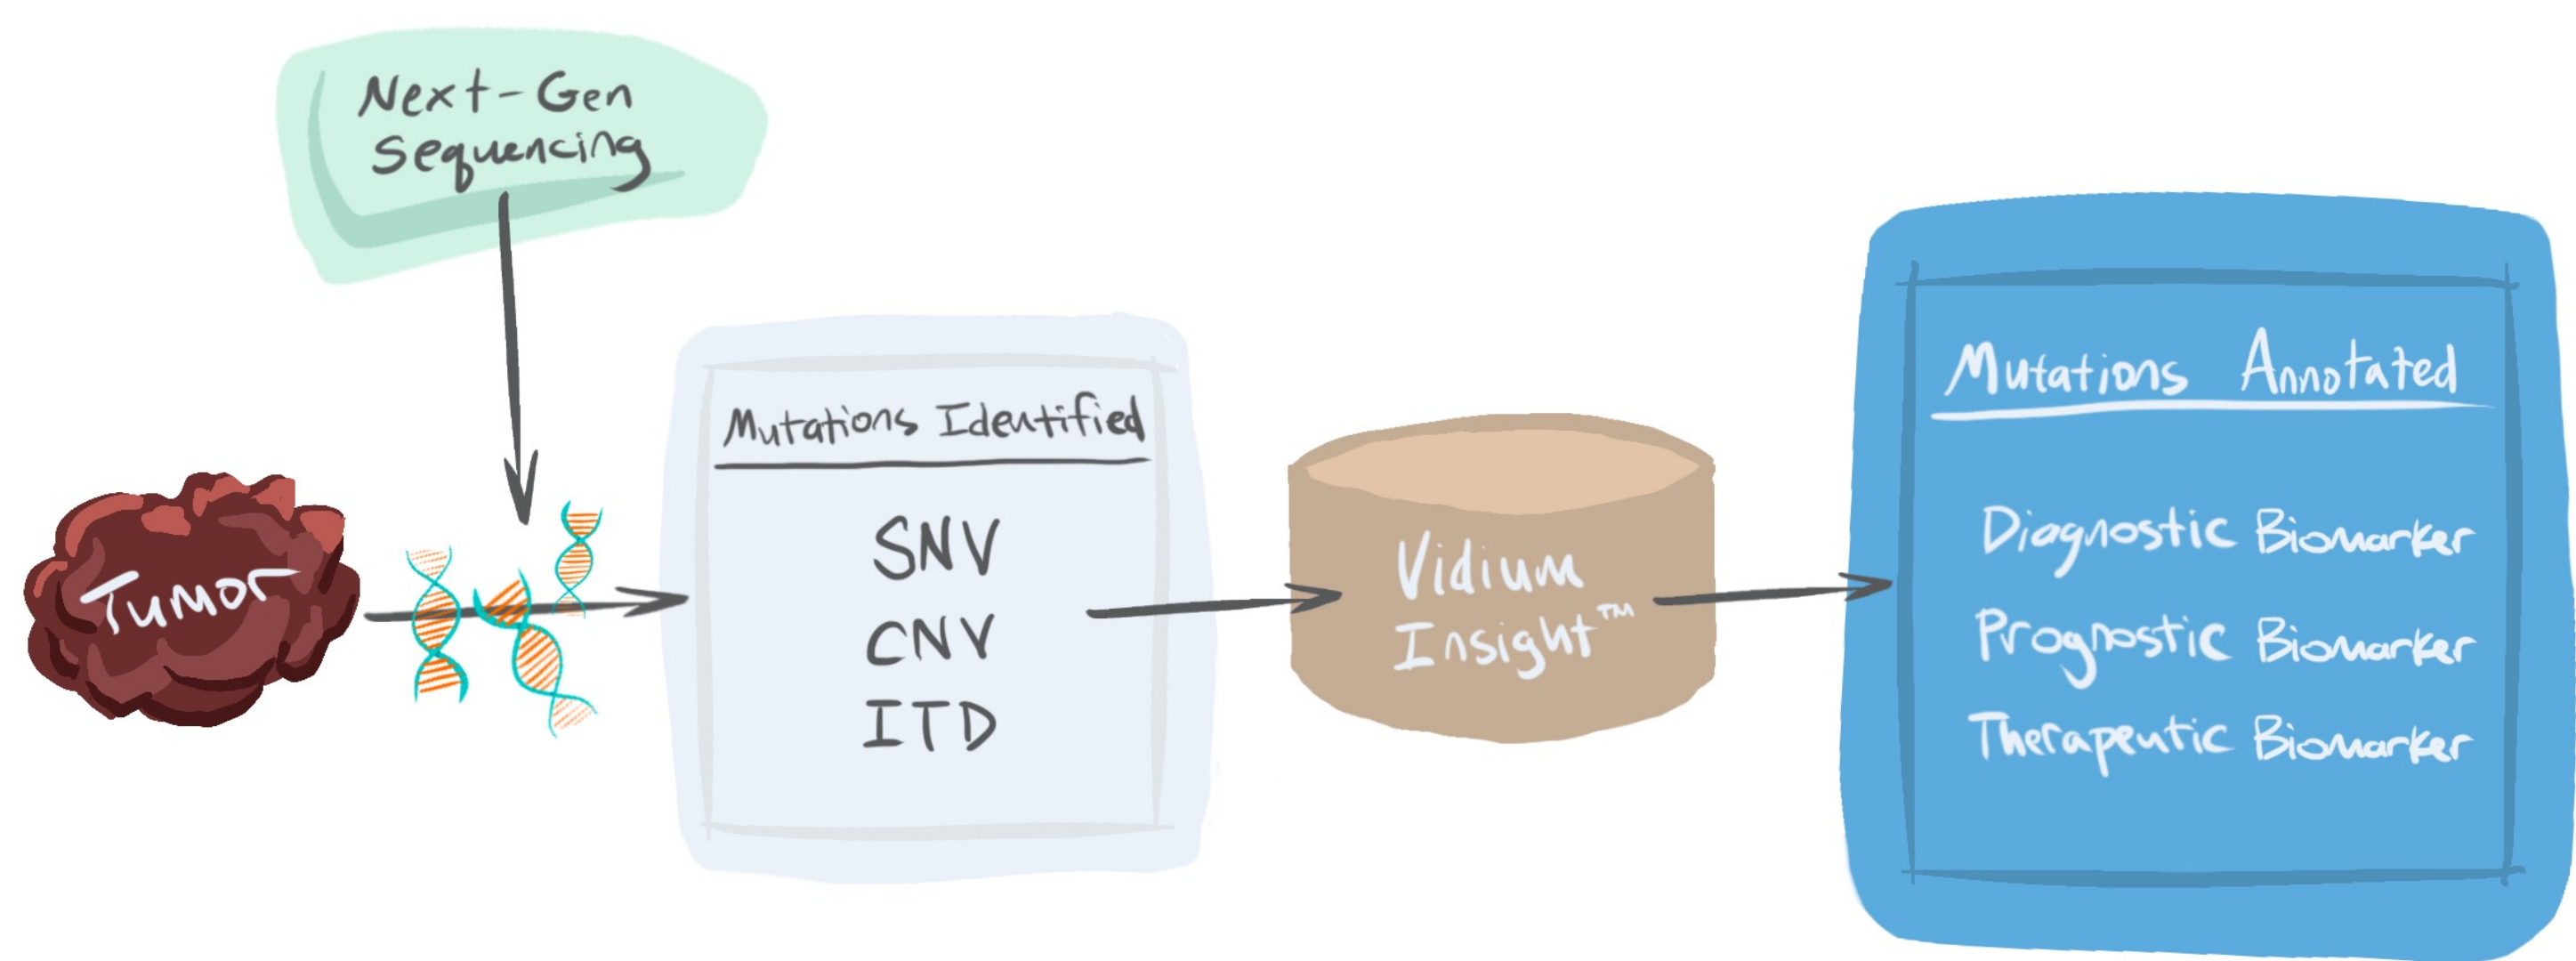 Next-Gen
Sequencing
Tumor
Mutations Identified
SNV
CNV
ITD
Vidium
Insight™
Mutations Annotated
Diagnostic Biomarker
Prognostic Biomarker
Therapeutic Biomarker